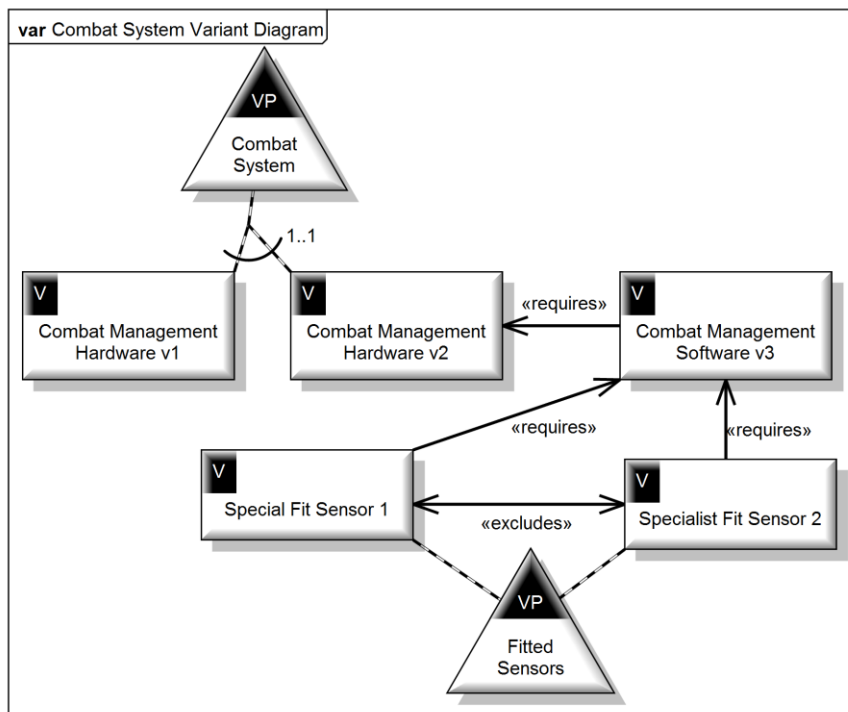 var Combat System Variant Diagram
VP
Combat
System
1..1
V
Combat Management
Hardware v1
V
Combat Management
Hardware v2
«requires»
V
Combat Management
Software v3
«requires»
«requires»
V
Special Fit Sensor 1
«excludes»
V
Specialist Fit Sensor 2
VP
Fitted
Sensors